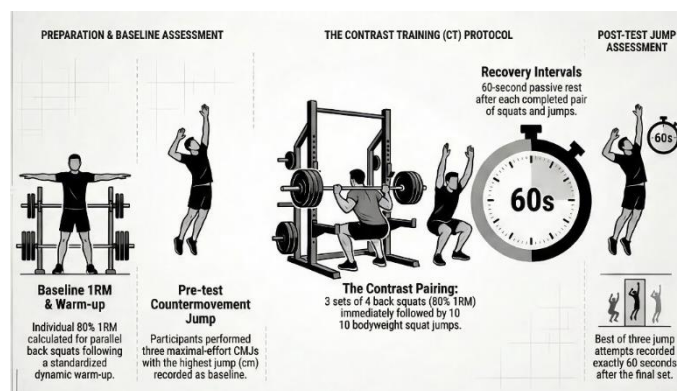 PREPARATION & BASELINE ASSESSMENT
Baseline 1RM
& Warm-up
Individual 80% 1RM
calculated for parallel
back squats following
a standardized
dynamic warm-up.
Pre-test
Countermovement
Jump
Participants performed
three maximal-effort CMJs
with the highest jump (cm)
recorded as baseline.
THE CONTRAST TRAINING (CT) PROTOCOL
Recovery Intervals
60-second passive rest
after each completed pair
of squats and jumps.
60s
The Contrast Pairing:
3 sets of 4 back squats (80% 1RM)
immediately followed by 10
10 bodyweight squat jumps.
POST-TEST JUMP
ASSESSMENT
60s
Best of three jump
attempts recorded
exactly 60 seconds
after the final set.